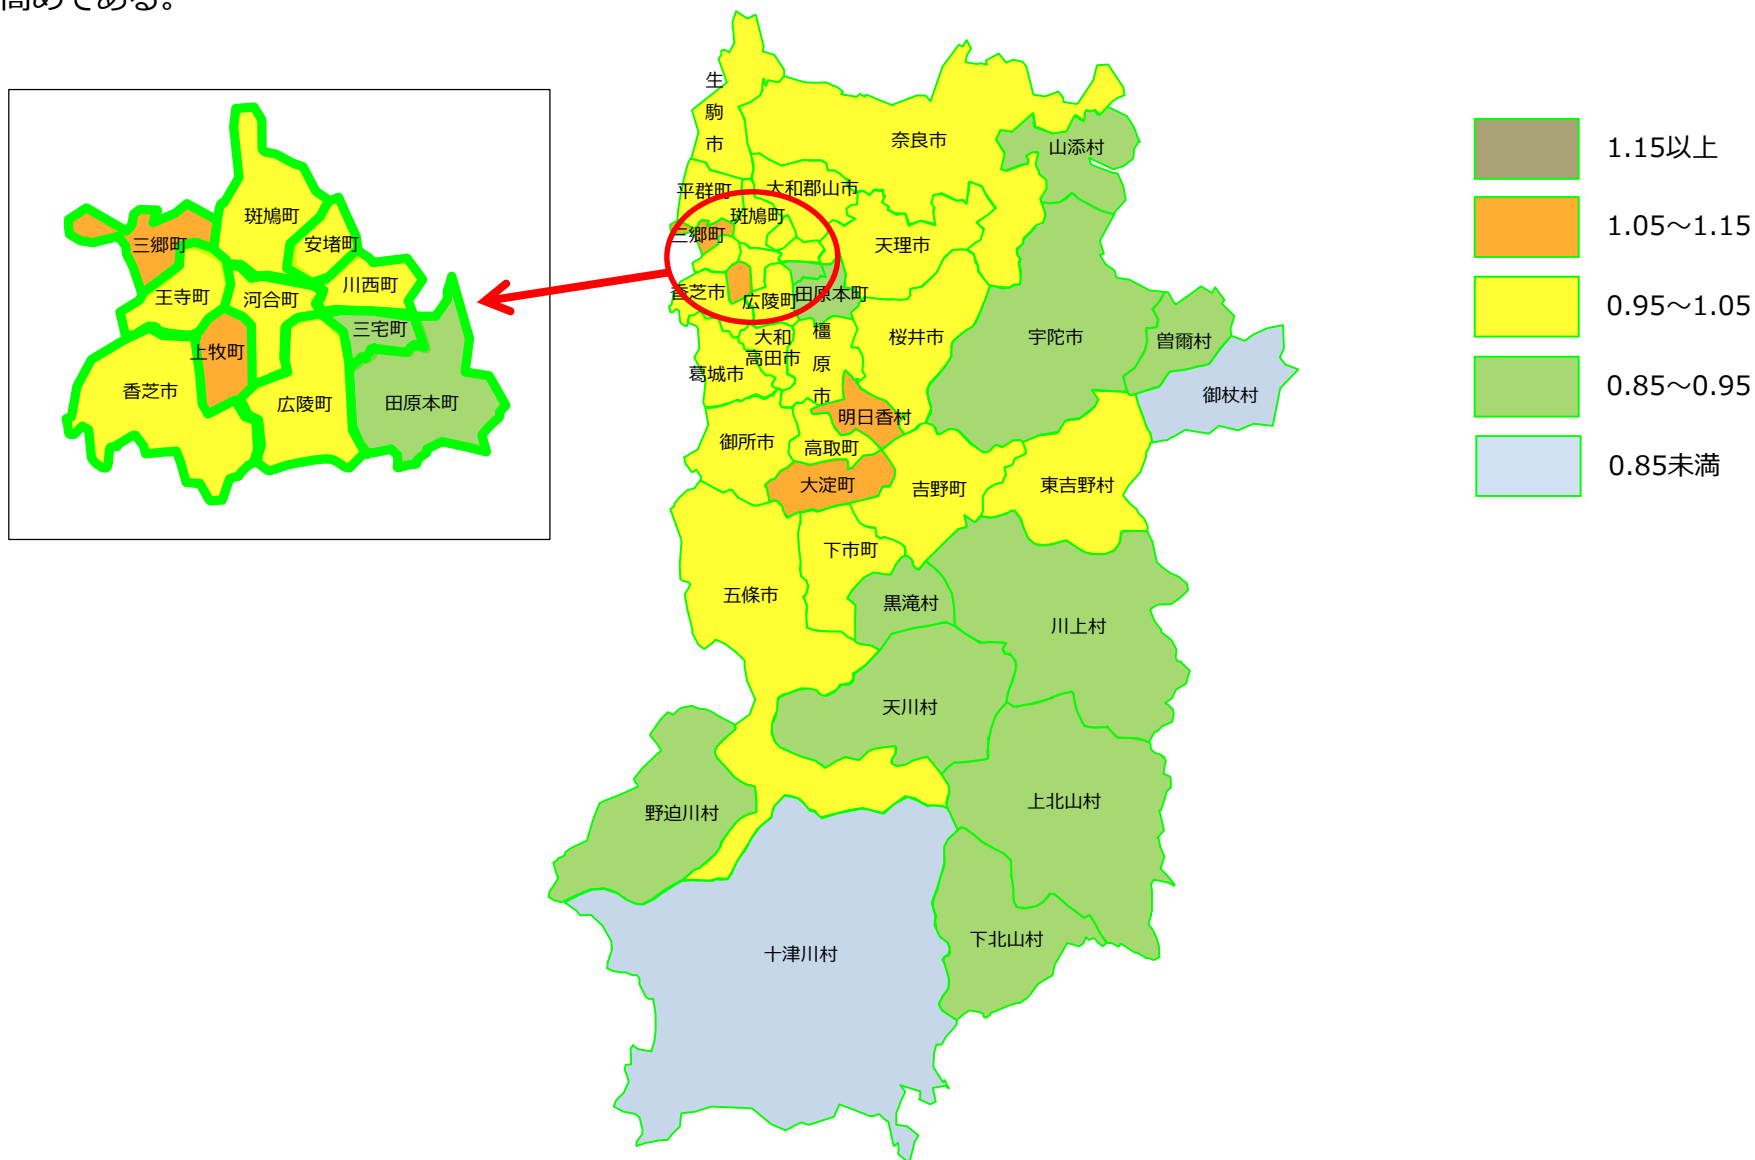 高めである。
斑鳩町
三郷町
安堵町
川西町
王寺町
河合町
三宅町
上牧町
香芝市
広陵町
田原本町
生
駒
市
奈良市
山添村
平群町
大和郡山市
斑鳩町
三郷町
天理市
香芝市
広陵町
田原本町
大和
高田市
橿
原
市
桜井市
宇陀市
曽爾村
葛城市
御杖村
明日香村
御所市
高取町
大淀町
吉野町
東吉野村
下市町
五條市
黒滝村
川上村
天川村
野迫川村
上北山村
下北山村
十津川村
1.15以上
1.05～1.15
0.95～1.05
0.85～0.95
0.85未満